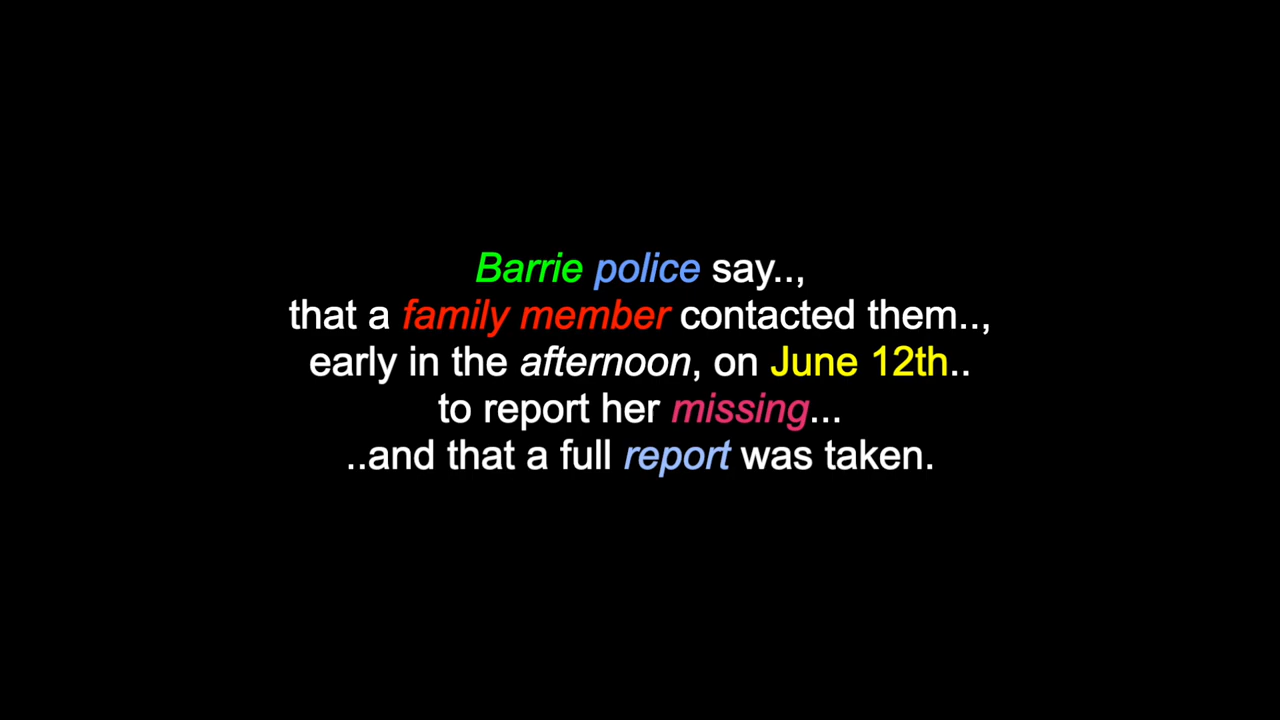 Barrie police say..,
that a family member contacted them..,
early in the afternoon, on June 12th..
to report her missing...
..and that a full report was taken.